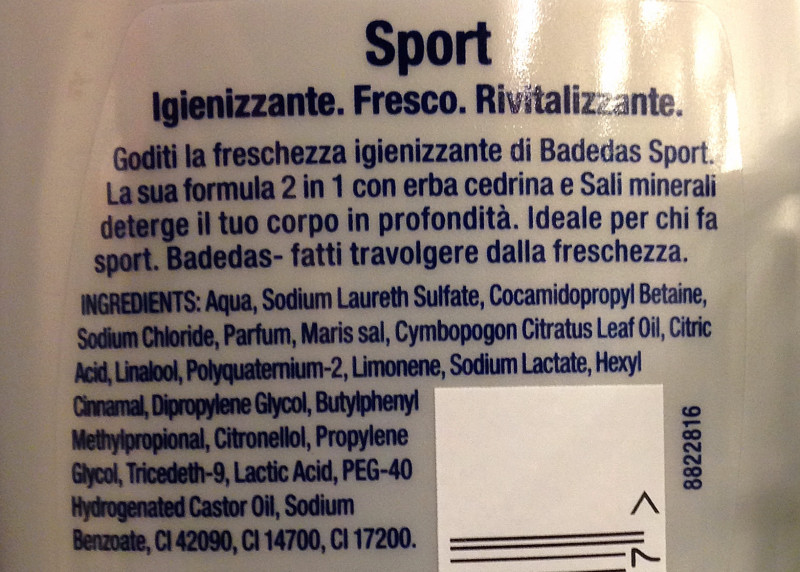 Sport
Igienizzante. Fresco. Rivitalizzante.
Goditi la freschezza igienizzante di Badedas Sport.
La sua formula 2 in 1 con erba cedrina e Sali minerali
deterge il tuo corpo in profondità. Ideale per chi fa
sport. Badedas- fatti travolgere dalla freschezza.
INGREDIENTS: Aqua, Sodium Laureth Sulfate, Cocamidopropyl Betaine,
Sodium Chloride, Parfum, Maris sal, Cymbopogon Citratus Leaf Oil, Citric
Acid, Linalool, Polyquaternium-2, Limonene, Sodium Lactate, Hexyl
Cinnamal, Dipropylene Glycol, Butylphenyl
Methylpropional, Citronellol, Propylene
Glycol, Tricedeth-9, Lactic Acid, PEG-40
Hydrogenated Castor Oil, Sodium
Benzoate, CI 42090, CI 14700, CI 17200.
8822816
7 >